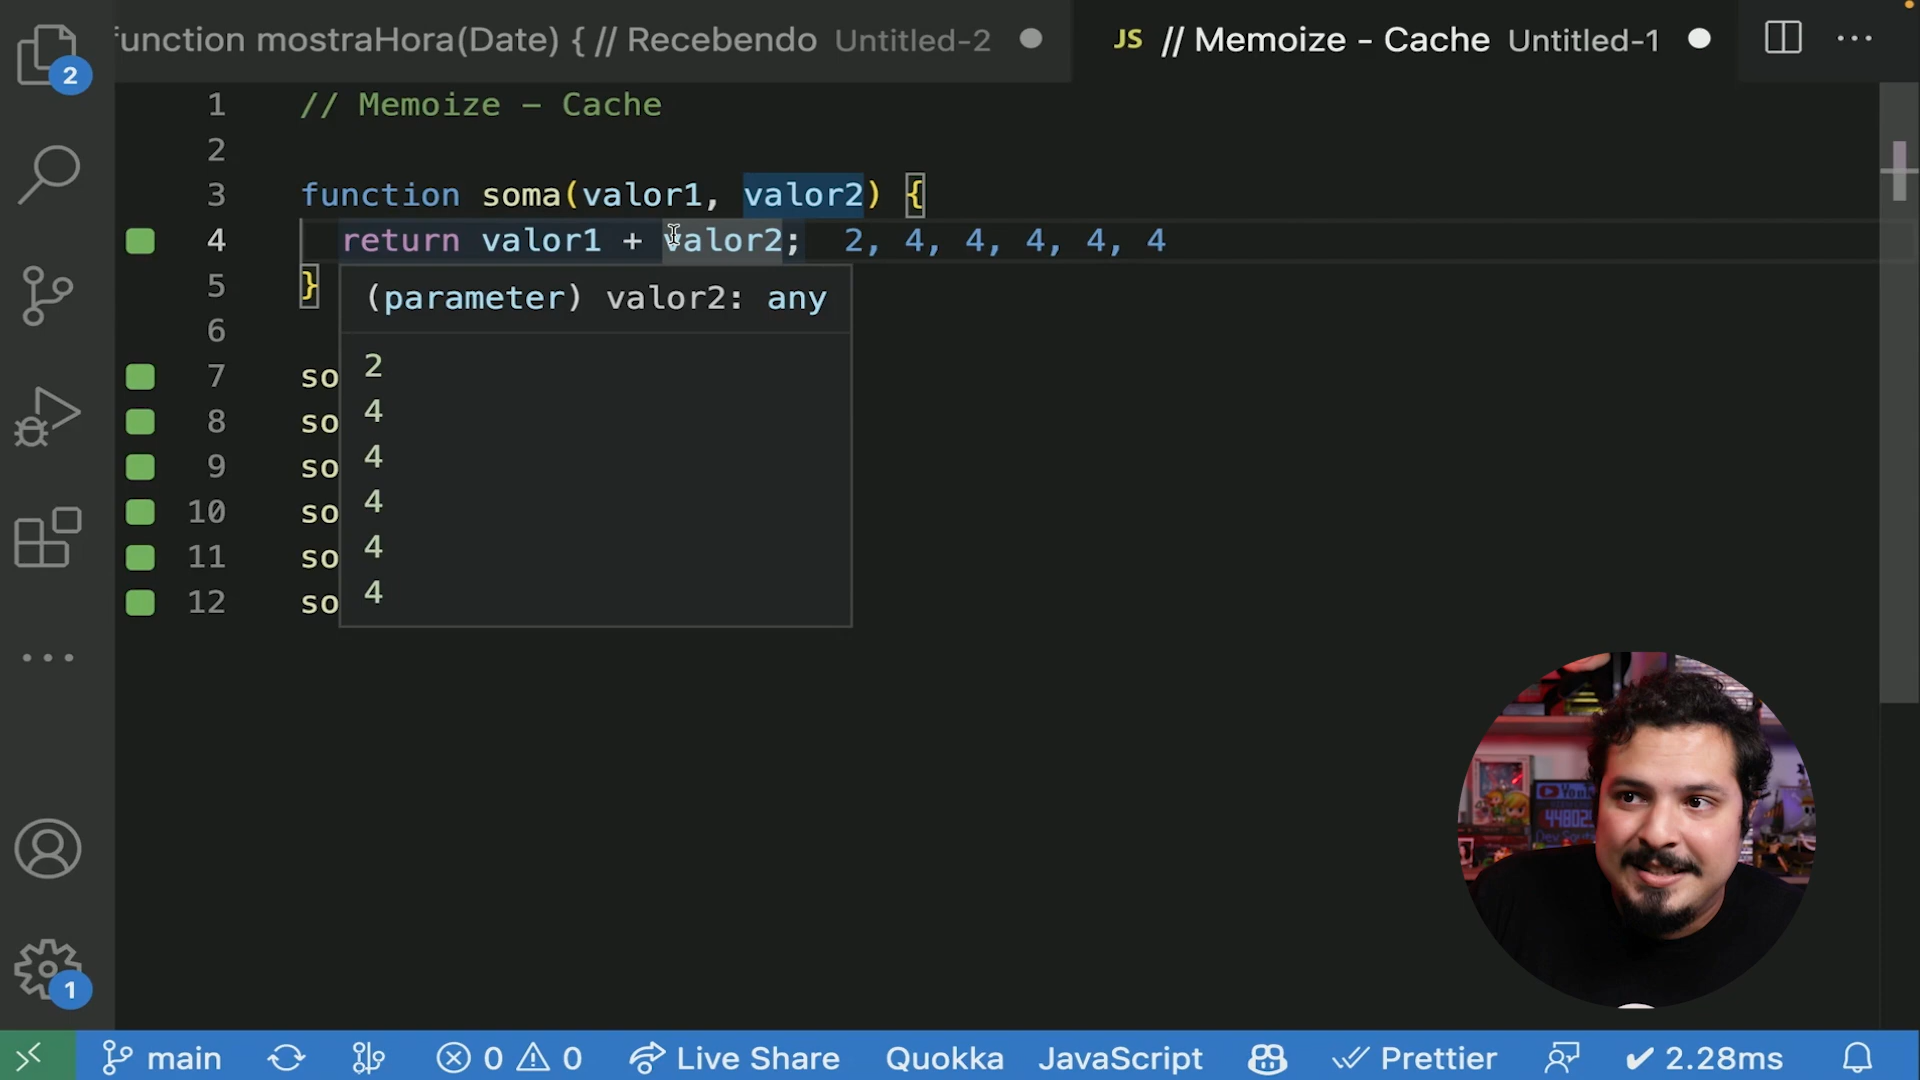 function mostraHora(Date) { // Recebendo Untitled-2
JS // Memoize - Cache Untitled-1
2
1 // Memoize - Cache
2
3 function soma(valor1, valor2) {
4 return valor1 + valor2; 2, 4, 4, 4, 4, 4
5 }
(parameter) valor2: any
6
2
7 so
4
8 so
4
9 so
4
10 so
4
11 so
4
12 so
1
main
0
0
Live Share
Quokka
JavaScript
Prettier
2.28ms